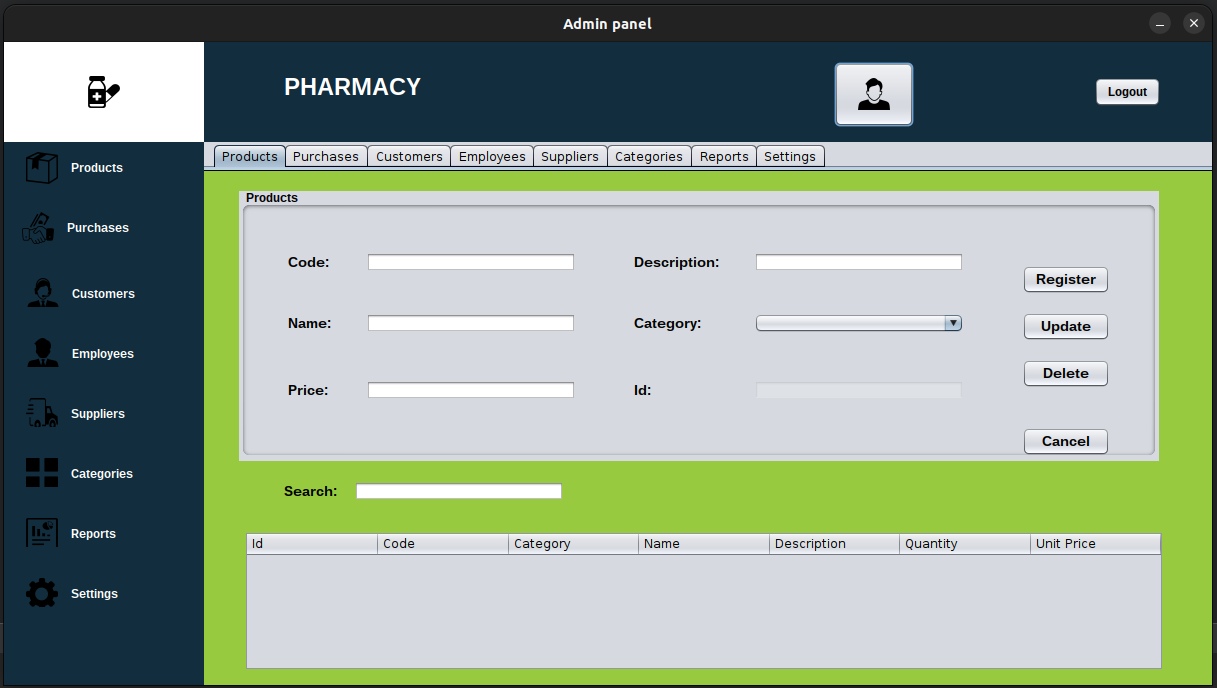 Admin panel
PHARMACY
Logout
Products
Purchases
Customers
Employees
Suppliers
Categories
Reports
Settings
Products Purchases Customers Employees Suppliers Categories Reports Settings
Products
Code: Description:
Register
Name: Category:
Update
Delete
Price: Id:
Cancel
Search:
Id Code Category Name Description Quantity Unit Price